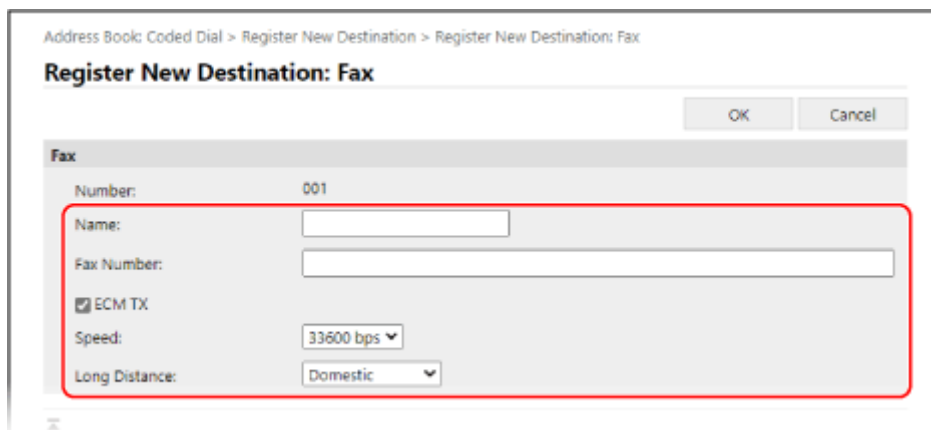 Address Book: Coded Dial > Register New Destination > Register New Destination: Fax
Register New Destination: Fax
OK Cancel
Fax
Number: 001
Name:
Fax Number:
ECM TX
Speed: 33600 bps
Long Distance: Domestic